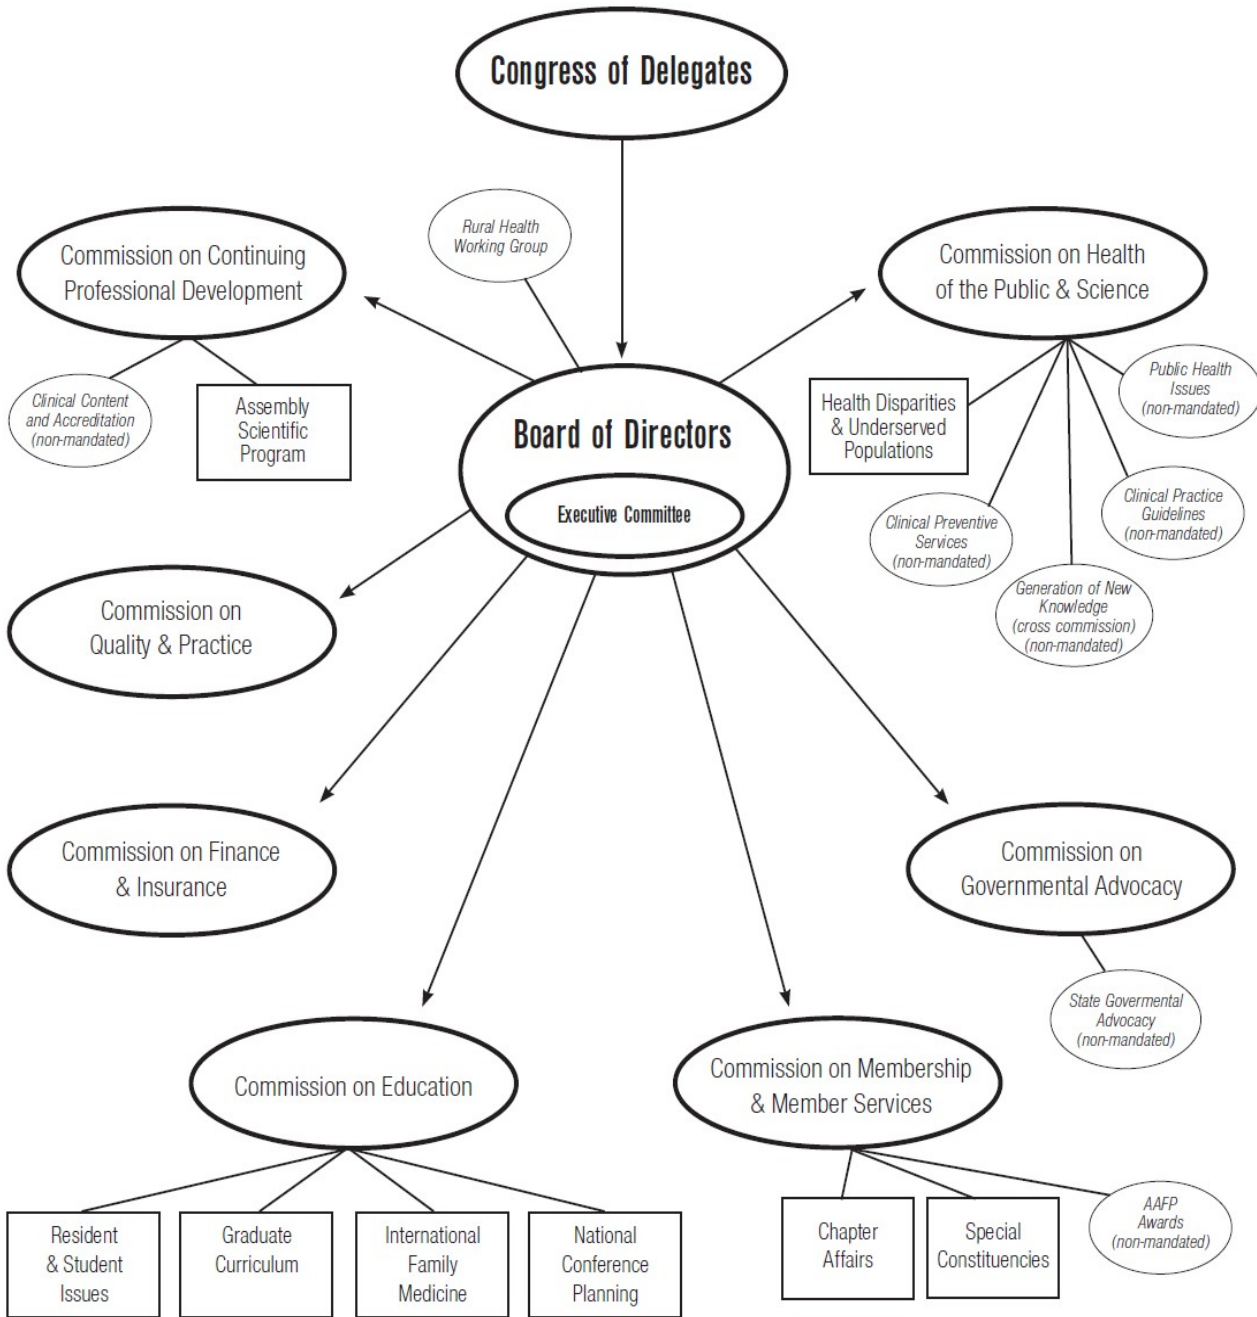 Congress of Delegates
Rural Health
Working Group
Commission on Continuing
Professional Development
Commission on Health
of the Public & Science
Clinical Content
and Accreditation
(non-mandated)
Assembly
Scientific
Program
Board of Directors
Executive Committee
Health Disparities
& Underserved
Populations
Public Health
Issues
(non-mandated)
Clinical Preventive
Services
(non-mandated)
Clinical Practice
Guidelines
(non-mandated)
Generation of New
Knowledge
(cross commission)
(non-mandated)
Commission on
Quality & Practice
Commission on Finance
& Insurance
Commission on
Governmental Advocacy
State Govermental
Advocacy
(non-mandated)
Commission on Education
Commission on Membership
& Member Services
Resident
& Student
Issues
Graduate
Curriculum
International
Family
Medicine
National
Conference
Planning
Chapter
Affairs
Special
Constituencies
AAFP
Awards
(non-mandated)